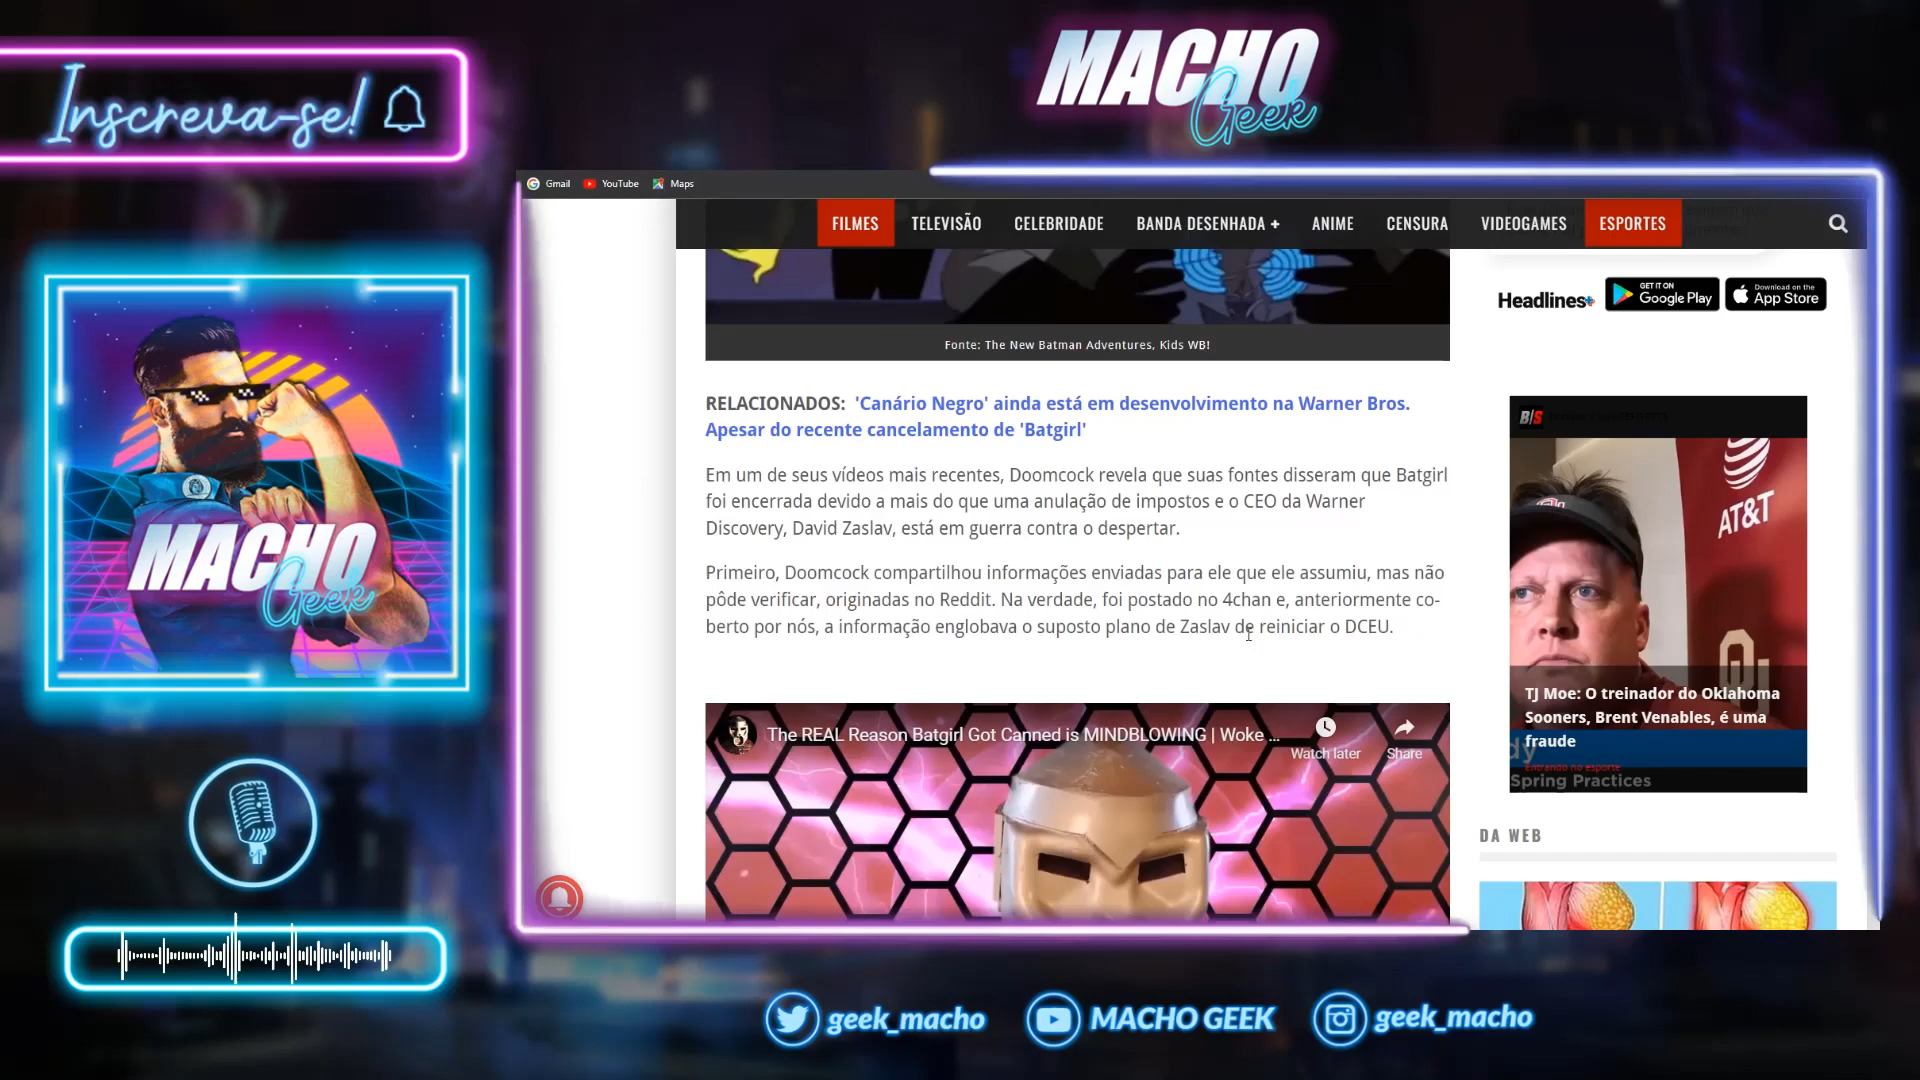 Inscreva-se!
MACHO
Geek
Gmail
YouTube
Maps
FILMES
TELEVISÃO
CELEBRIDADE
BANDA DESENHADA +
ANIME
CENSURA
VIDEOGAMES
ESPORTES
Fonte: The New Batman Adventures, Kids WB!
RELACIONADOS: 'Canário Negro' ainda está em desenvolvimento na Warner Bros.
Apesar do recente cancelamento de 'Batgirl'
Em um de seus vídeos mais recentes, Doomcock revela que suas fontes disseram que Batgirl
foi encerrada devido a mais do que uma anulação de impostos e o CEO da Warner
Discovery, David Zaslav, está em guerra contra o despertar.
Primeiro, Doomcock compartilhou informações enviadas para ele que ele assumiu, mas não
pôde verificar, originadas no Reddit. Na verdade, foi postado no 4chan e, anteriormente co-
berto por nós, a informação englobava o suposto plano de Zaslav de reiniciar o DCEU.
The REAL Reason Batgirl Got Canned is MINDBLOWING | Woke ...
Watch later
Share
Headlines+
GET IT ON
Google Play
Download on the
App Store
B/S
AT&T
OU
TJ Moe: O treinador do Oklahoma
Sooners, Brent Venables, é uma
fraude
Entrando no esporte
Spring Practices
DA WEB
MACHO
Geek
geek_macho
MACHO GEEK
geek_macho